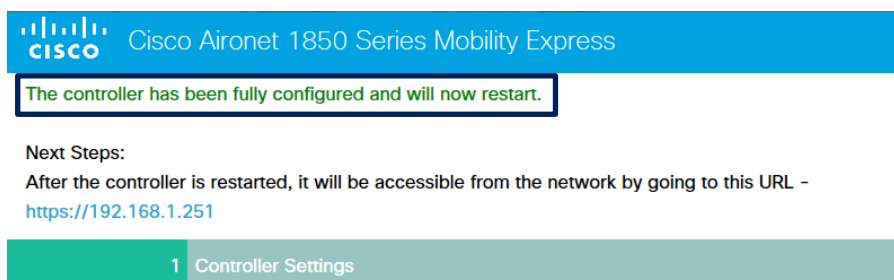 CISCO Cisco Aironet 1850 Series Mobility Express
The controller has been fully configured and will now restart.
Next Steps:
After the controller is restarted, it will be accessible from the network by going to this URL -
https://192.168.1.251
1 Controller Settings